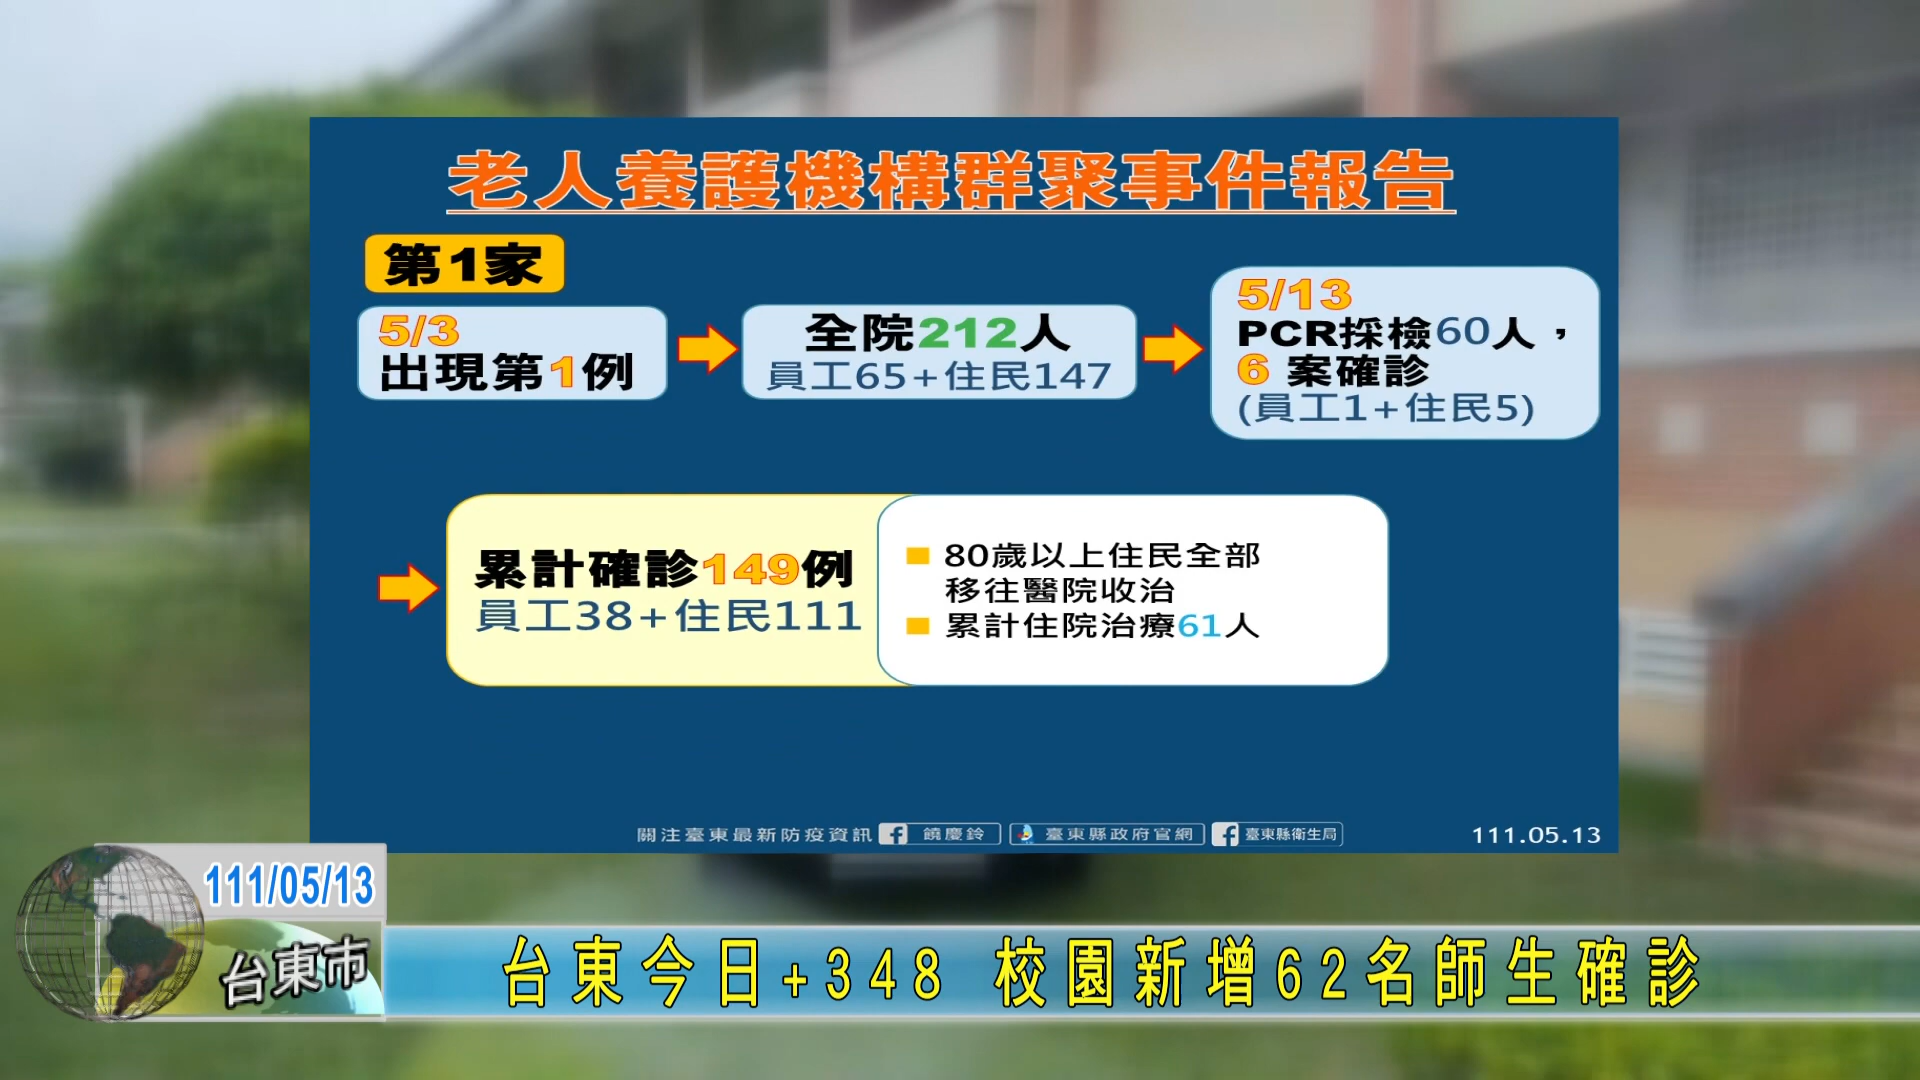 老人養護機構群聚事件報告
第1家
5/3
出現第1例
全院212人
員工65+住民147
5/13
PCR採檢60人，
6 案確診
(員工1+住民5)
累計確診149例
員工38+住民111
80歲以上住民全部
移往醫院收治
累計住院治療61人
關注臺東最新防疫資訊 饒慶鈴 臺東縣政府官網 臺東縣衛生局
111.05.13
111/05/13
台東市
台東今日+348 校園新增62名師生確診